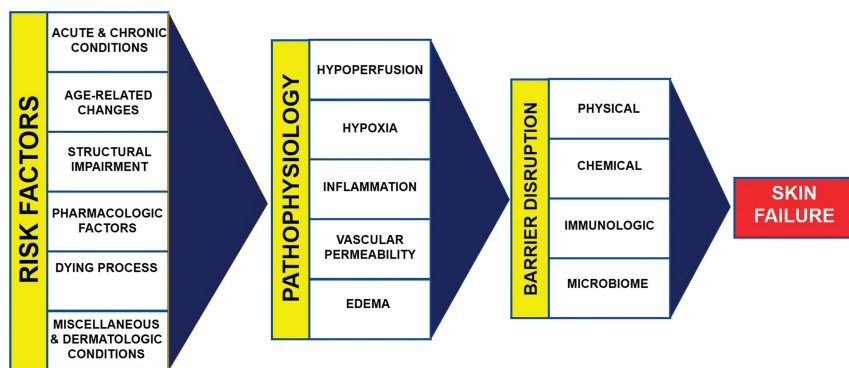 RISK FACTORS
ACUTE & CHRONIC
CONDITIONS
AGE-RELATED
CHANGES
STRUCTURAL
IMPAIRMENT
PHARMACOLOGIC
FACTORS
DYING PROCESS
MISCELLANEOUS
& DERMATOLOGIC
CONDITIONS
PATHOPHYSIOLOGY
HYPOPERFUSION
HYPOXIA
INFLAMMATION
VASCULAR
PERMEABILITY
EDEMA
BARRIER DISRUPTION
PHYSICAL
CHEMICAL
IMMUNOLOGIC
MICROBIOME
SKIN
FAILURE